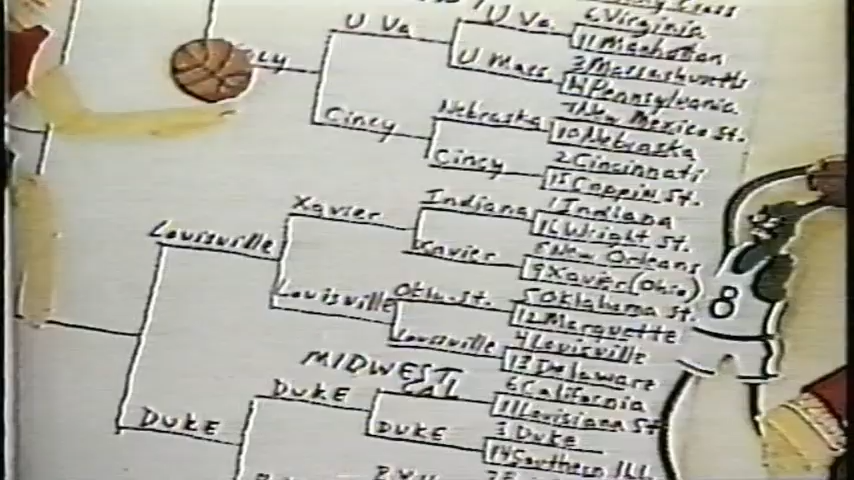 6 Virginia
U Va
11 Manhattan
U Va
3 Massachusetts
U Mass
14 Pennsylvania
7 New Mexico St.
Nebraska
10 Nebraska
Cincy
2 Cincinnati
Cincy
15 Coppin St.
1 Indiana
Indiana
16 Wright St.
Xavier
8 New Orleans
Xavier
9 Xavier (Ohio)
Louisville
5 Oklahoma St.
Okla. St.
12 Marquette
Louisville
4 Louisville
Louisville
13 Delaware
MIDWEST
6 California
CAL
11 Louisiana St
DUKE
3 Duke
DUKE
14 Southern Ill.
DUKE
8